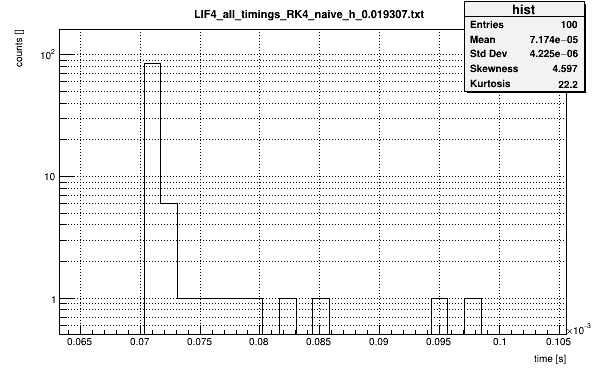 LIF4_all_timings_RK4_naive_h_0.019307.txt
hist
Entries 100
Mean 7.174e−05
Std Dev 4.225e−06
Skewness 4.597
Kurtosis 22.2
counts []
10²
10
1
0.065 0.07 0.075 0.08 0.085 0.09 0.095 0.1 0.105
×10⁻³
time [s]